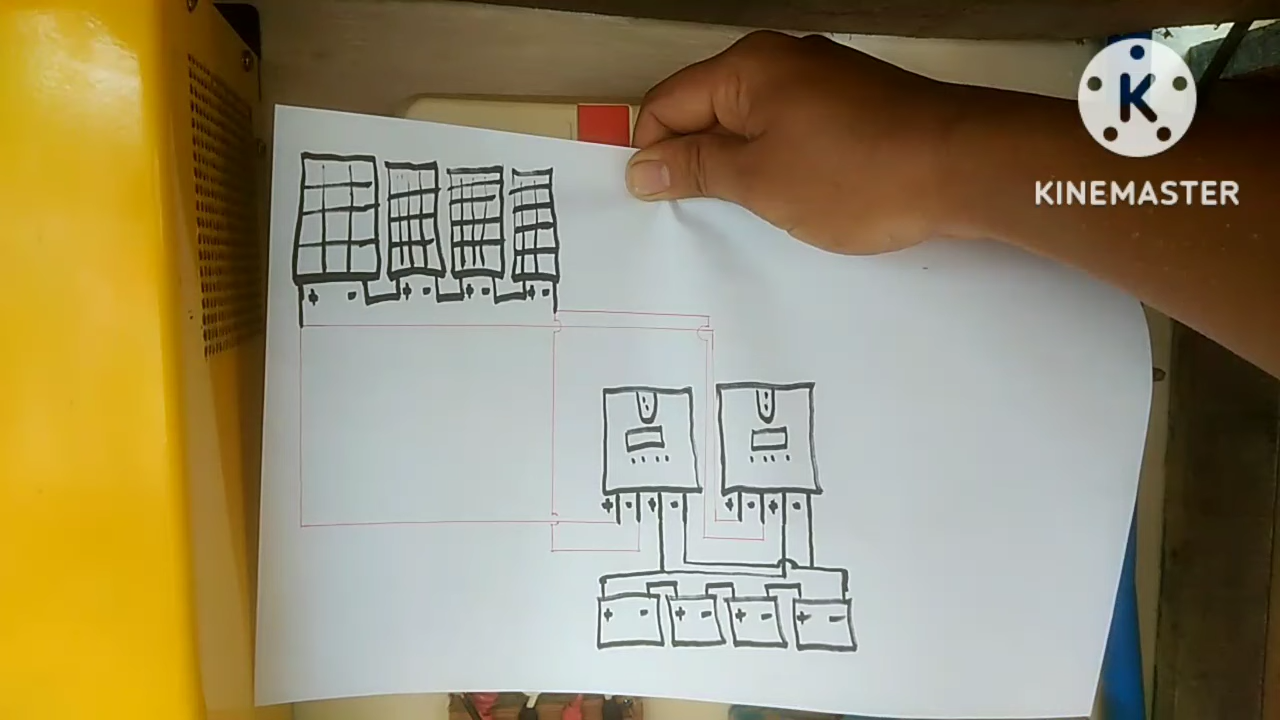 K
KINEMASTER
+ - + - + - + -
+ - + - + - + -
+ - + - + - + -